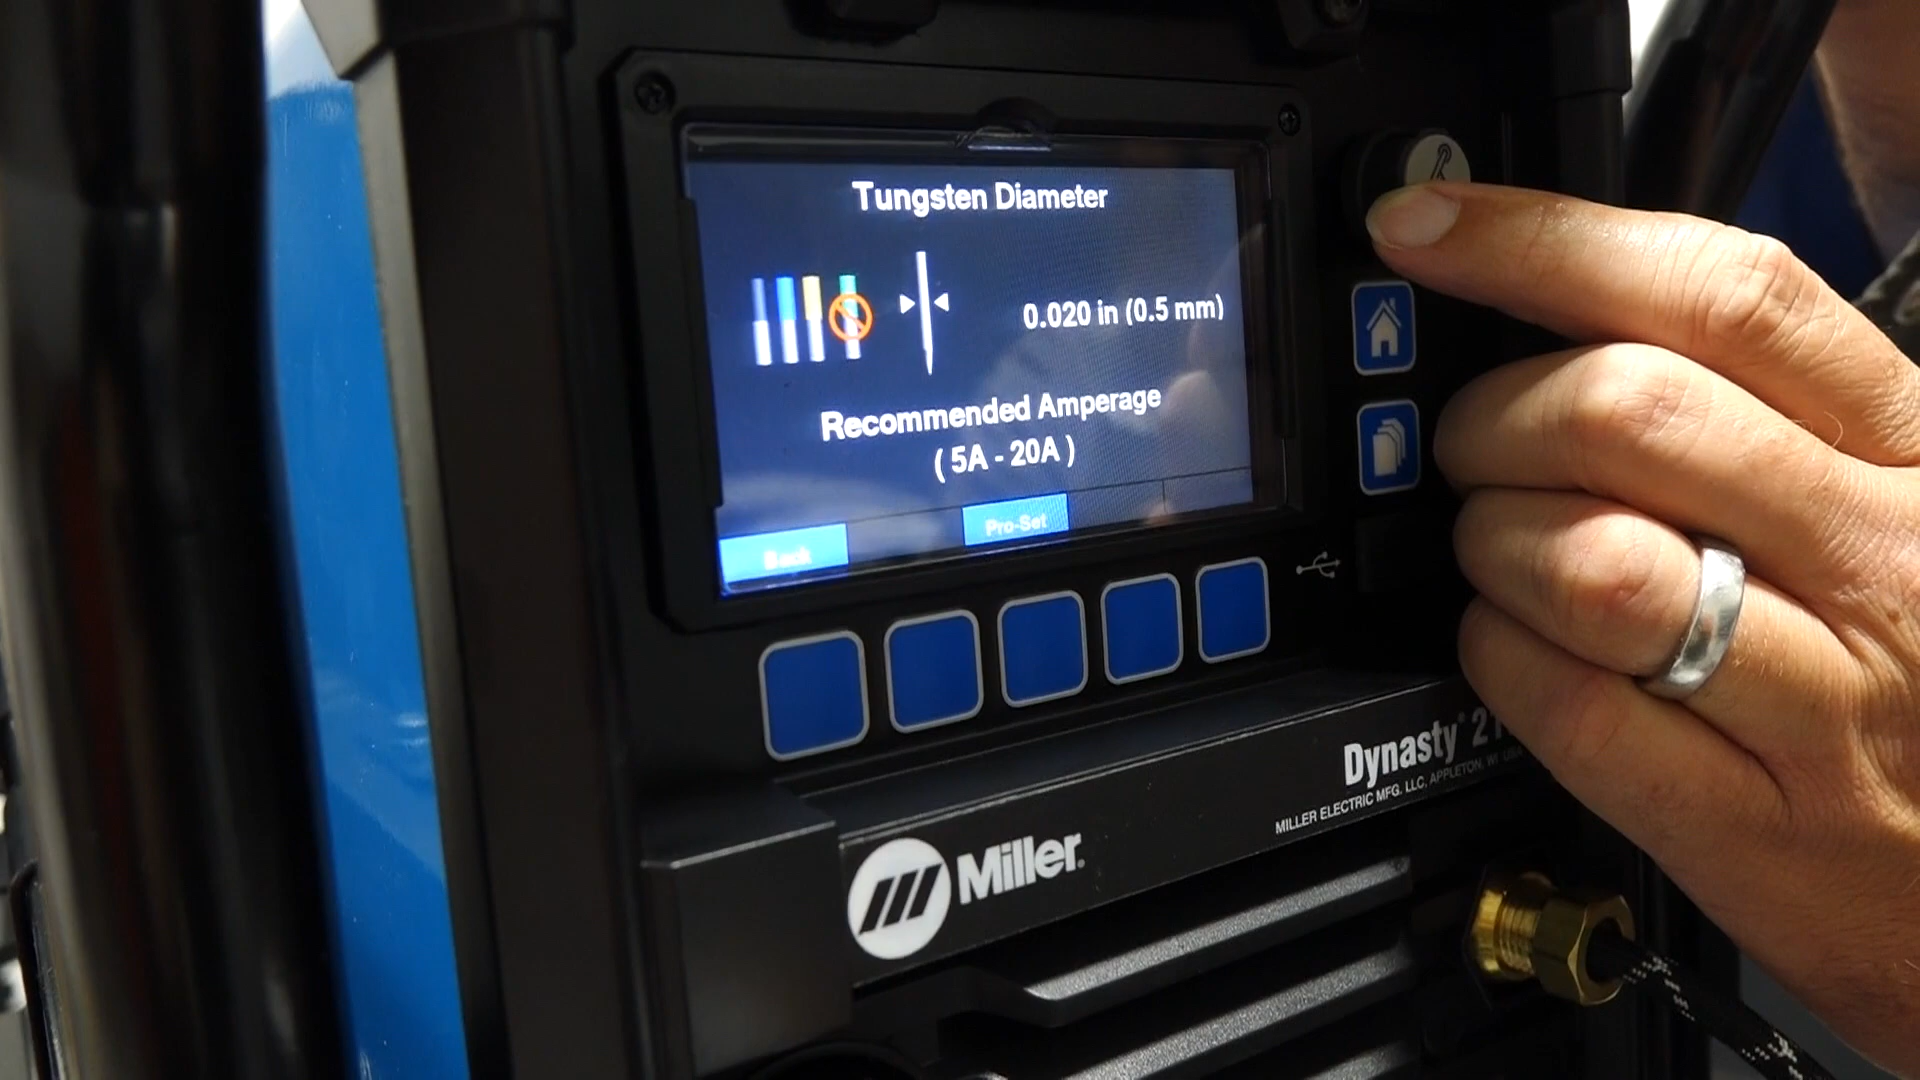 Tungsten Diameter
0.020 in (0.5 mm)
Recommended Amperage
( 5A - 20A )
Pro-Set
Back
Dynasty®
MILLER ELECTRIC MFG. LLC, APPLETON, WI USA
Miller®